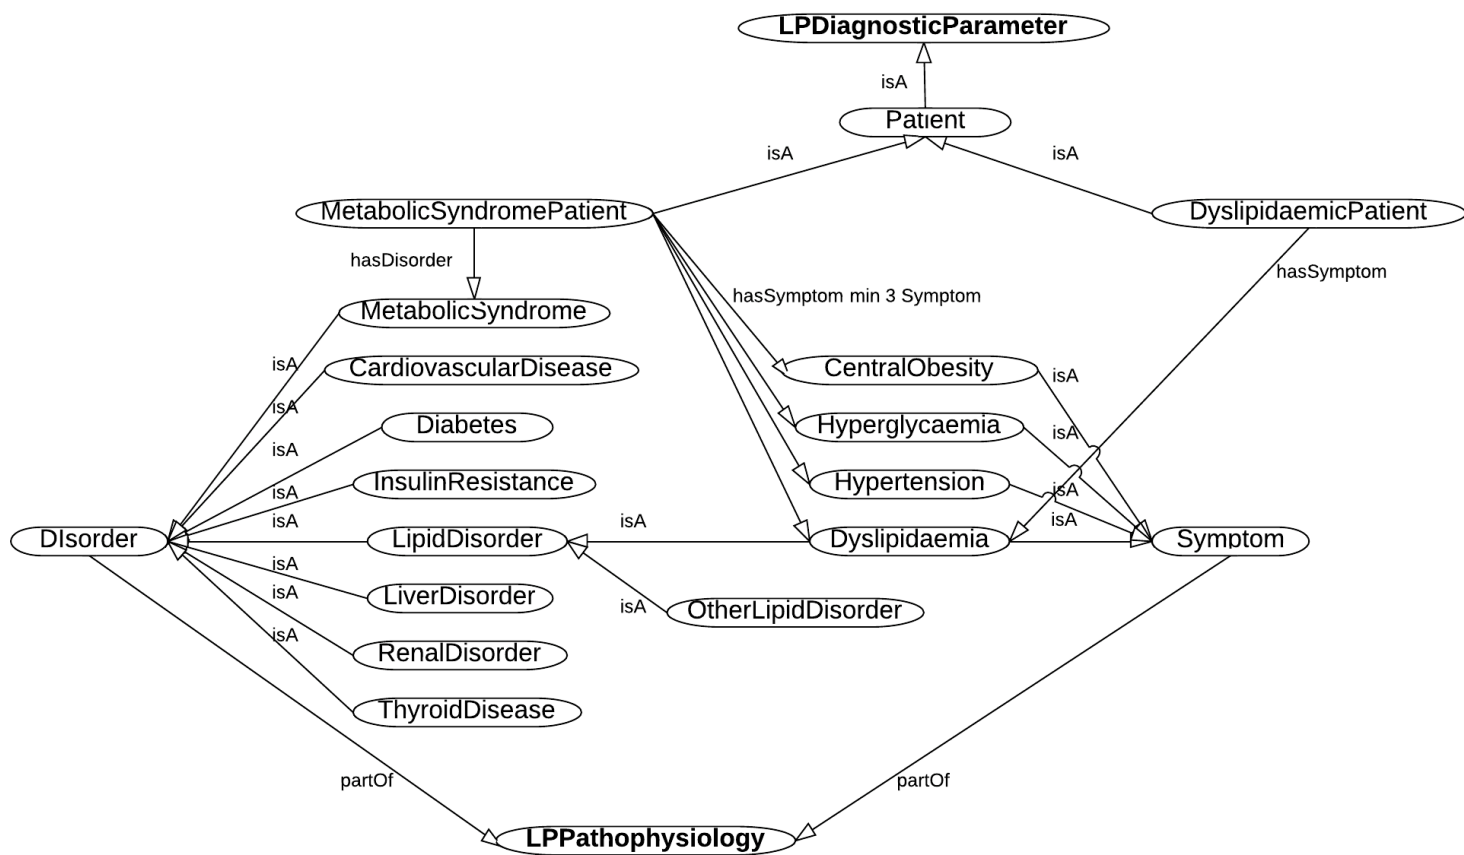 LPDiagnosticParameter
isA
Patient
isA
isA
MetabolicSyndromePatient
DyslipidaemicPatient
hasDisorder
hasSymptom
hasSymptom min 3 Symptom
MetabolicSyndrome
isA
CardiovascularDisease
CentralObesity
isA
isA
Diabetes
Hyperglycaemia
isA
isA
InsulinResistance
Hypertension
isA
isA
isA
isA
isA
DIsorder
LipidDisorder
Dyslipidaemia
Symptom
isA
LiverDisorder
isA
isA
OtherLipidDisorder
isA
RenalDisorder
ThyroidDisease
partOf
partOf
LPPathophysiology